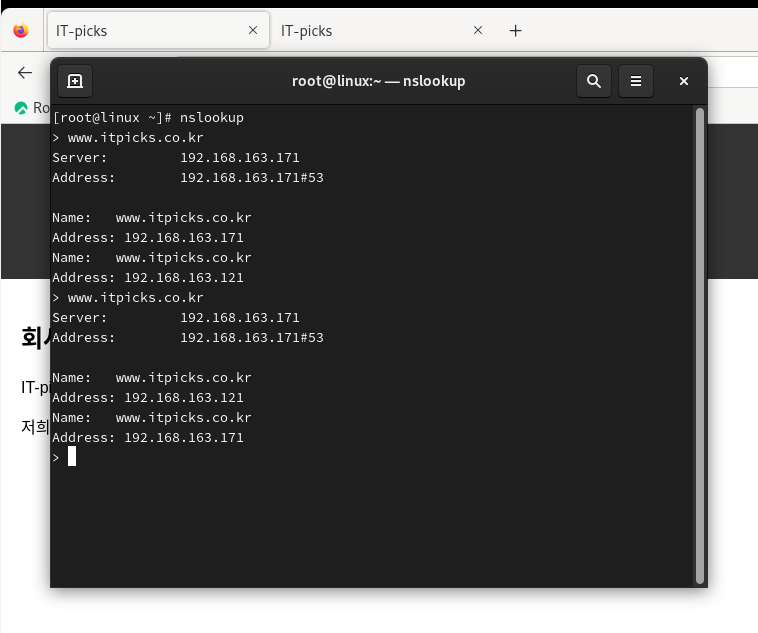 IT-picks
IT-picks
root@linux:~ — nslookup
Ro
[root@linux ~]# nslookup
> www.itpicks.co.kr
Server: 192.168.163.171
Address: 192.168.163.171#53
Name: www.itpicks.co.kr
Address: 192.168.163.171
Name: www.itpicks.co.kr
Address: 192.168.163.121
> www.itpicks.co.kr
Server: 192.168.163.171
Address: 192.168.163.171#53
Name: www.itpicks.co.kr
Address: 192.168.163.121
Name: www.itpicks.co.kr
Address: 192.168.163.171
>
회
IT-p
저희